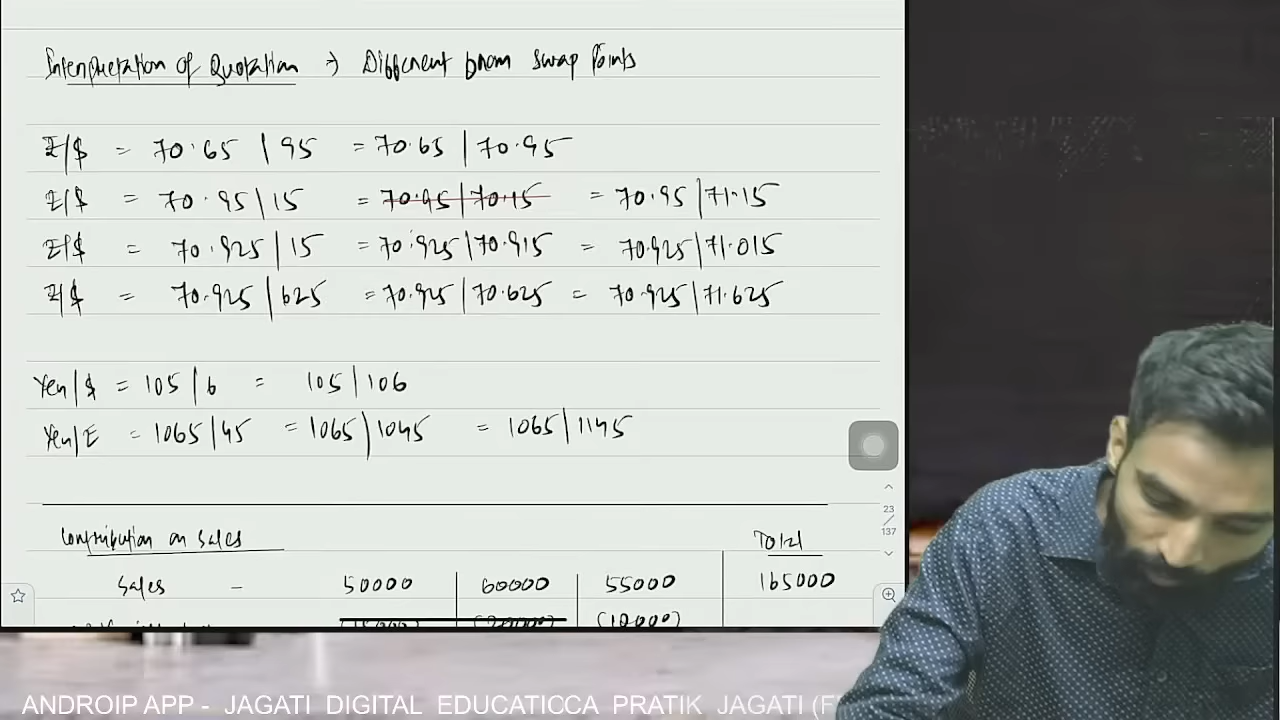 Interpretation of Quotation → Different from Swap Points
₹/$ = 70.65 | 95 = 70.65 | 70.95
₹/$ = 70.95 | 15 = 70.95 | 70.15 = 70.95 | 71.15
₹/$ = 70.925 | 15 = 70.925 | 70.915 = 70.925 | 71.015
₹/$ = 70.925 | 625 = 70.925 | 70.625 = 70.925 | 71.625
Yen/$ = 105 | 6 = 105 | 106
Yen/£ = 1065 | 45 = 1065 | 1045 = 1065 | 1145
23
/
137
Contribution on Sales Total
Sales - 50000 60000 55000 165000
ANDROIP APP - JAGATI DIGITAL EDUCATICCA PRATIK JAGATI (F